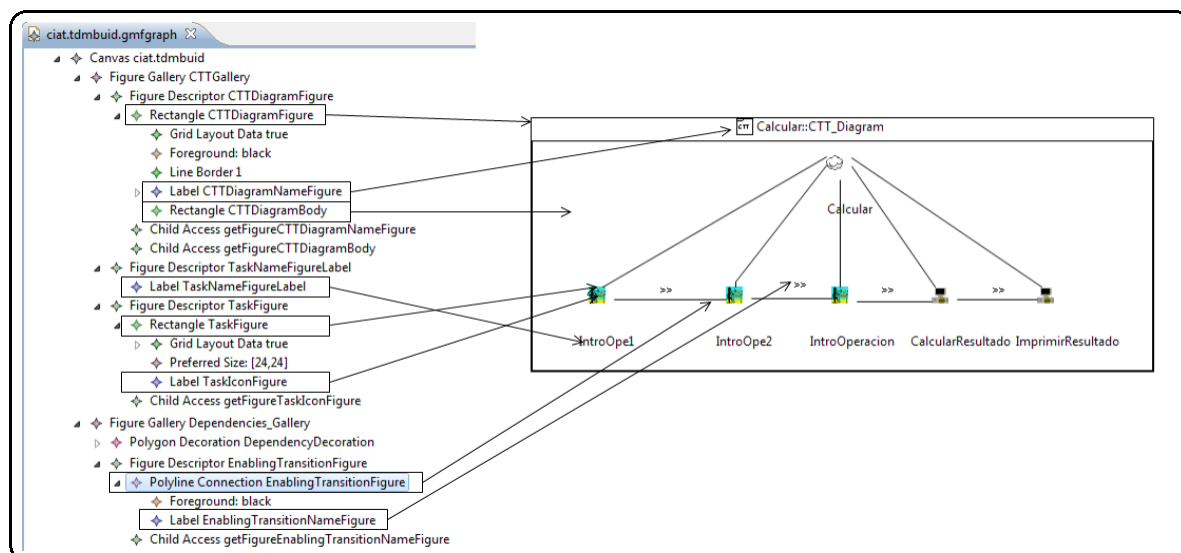 ciat.tdmbuid.gmfgraph
Canvas ciat.tdmbuid
Figure Gallery CTTGallery
Figure Descriptor CTTDiagramFigure
Rectangle CTTDiagramFigure
Grid Layout Data true
Foreground: black
Line Border 1
Label CTTDiagramNameFigure
Rectangle CTTDiagramBody
Child Access getFigureCTTDiagramNameFigure
Child Access getFigureCTTDiagramBody
Figure Descriptor TaskNameFigureLabel
Label TaskNameFigureLabel
Figure Descriptor TaskFigure
Rectangle TaskFigure
Grid Layout Data true
Preferred Size: [24,24]
Label TaskIconFigure
Child Access getFigureTaskIconFigure
Figure Gallery Dependencies_Gallery
Polygon Decoration DependencyDecoration
Figure Descriptor EnablingTransitionFigure
Polyline Connection EnablingTransitionFigure
Foreground: black
Label EnablingTransitionNameFigure
Child Access getFigureEnablingTransitionNameFigure
CTT Calcular::CTT_Diagram
Calcular
>> >> >> >>
IntroOpe1 IntroOpe2 IntroOperacion CalcularResultado ImprimirResultado